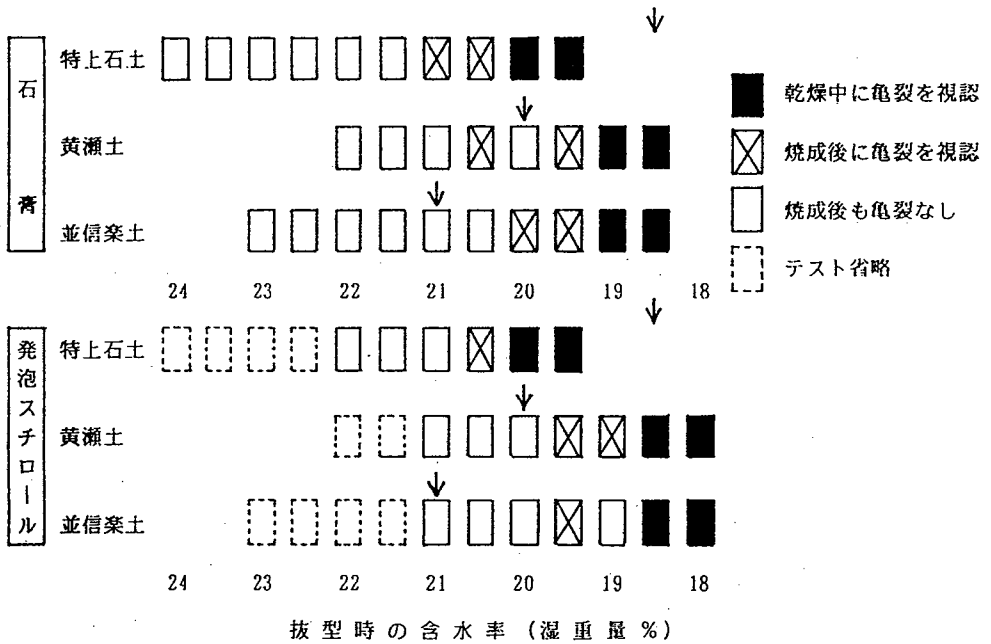 石膏
特上石土
黄瀬土
並信楽土
24 23 22 21 20 19 18
乾燥中に亀裂を視認
焼成後に亀裂を視認
焼成後も亀裂なし
テスト省略
発泡スチロール
特上石土
黄瀬土
並信楽土
24 23 22 21 20 19 18
抜型時の含水率(湿重量%)